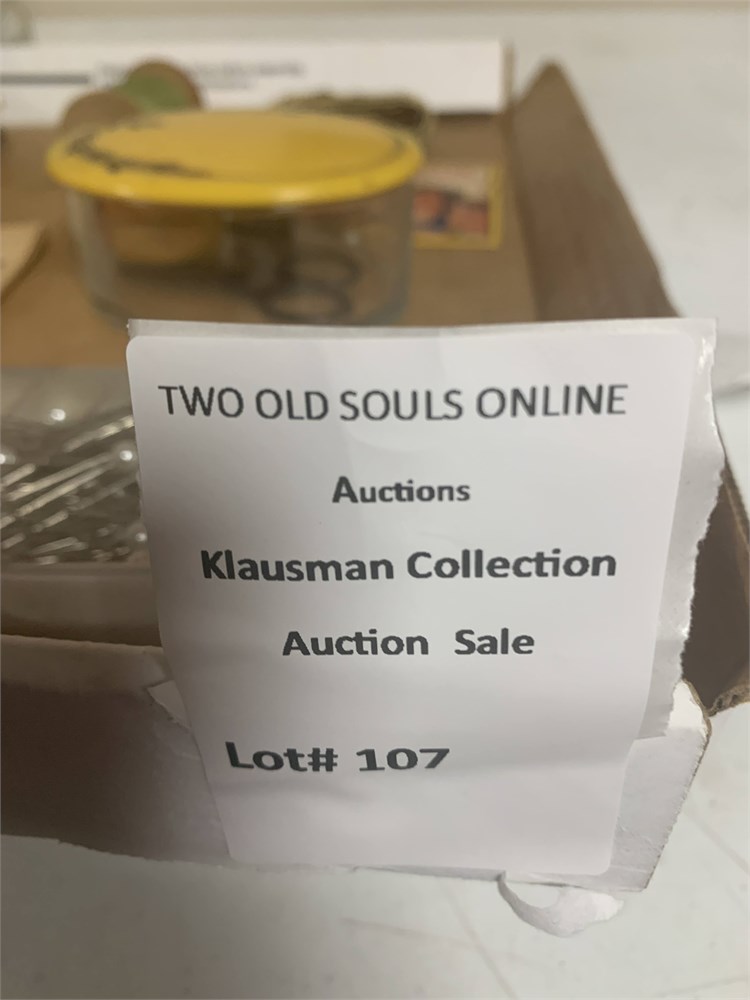 TWO OLD SOULS ONLINE
Auctions
Klausman Collection
Auction Sale
Lot# 107